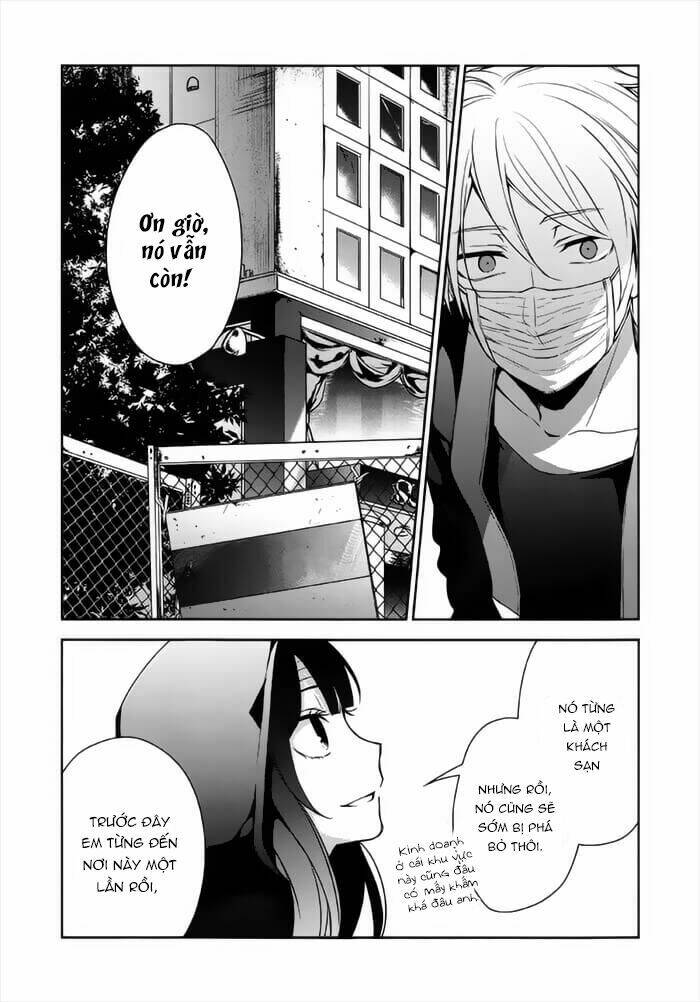 Ơn giờ,
nó vẫn
còn!
NÓ TỪNG
LÀ MỘT
KHÁCH
SẠN
NHƯNG RỒI,
NÓ CŨNG SẼ
SỚM BỊ PHÁ
BỎ THÔI.
Kinh doanh
ở cái khu vực
này cũng đâu
có mấy khấm
khá đâu anh
TRƯỚC ĐÂY
EM TỪNG ĐẾN
NƠI NÀY MỘT
LẦN RỒI,